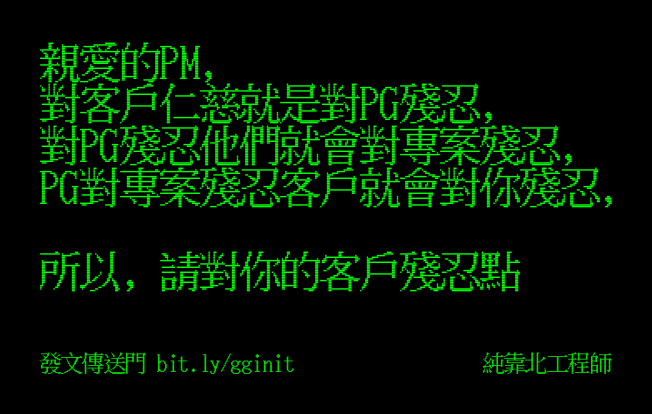 親愛的PM,
對客戶仁慈就是對PG殘忍,
對PG殘忍他們就會對專案殘忍,
PG對專案殘忍客戶就會對你殘忍,
所以, 請對你的客戶殘忍點
發文傳送門 bit.ly/gginit
純靠北工程師